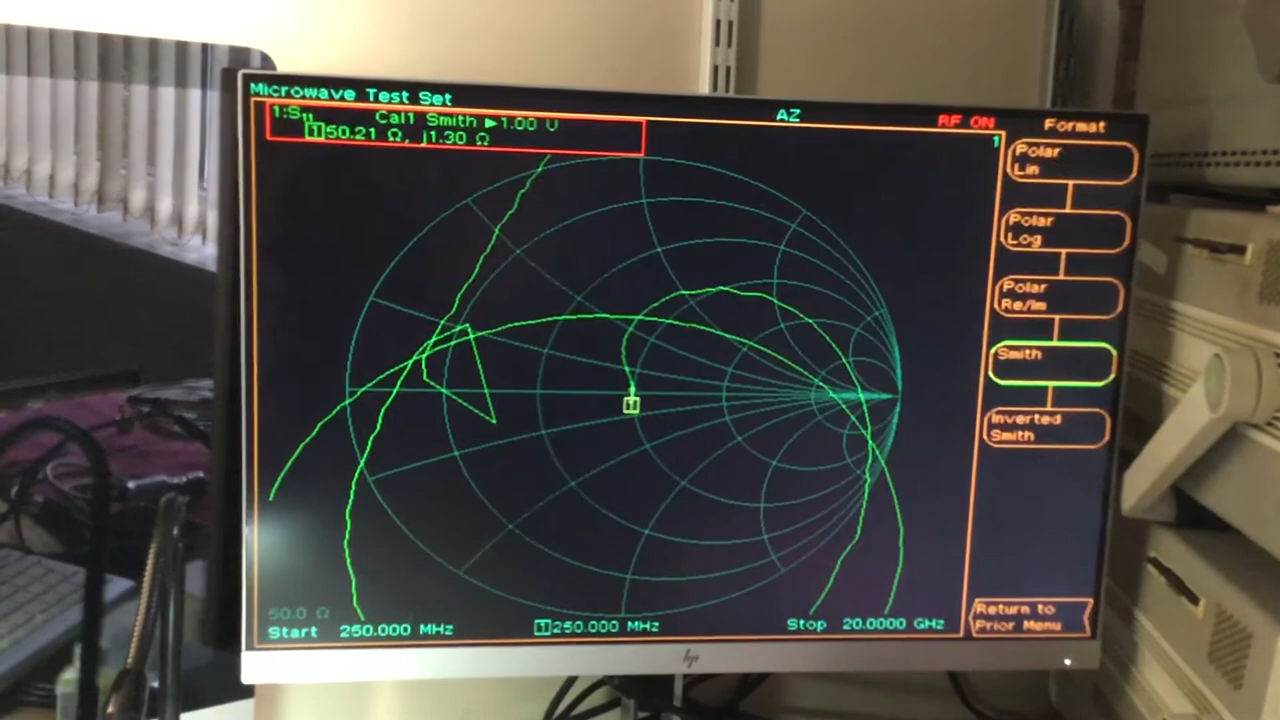 Microwave Test Set
1:S11 Cal1 Smith ▶1.00 U
1 50.21 Ω, j1.30 Ω
AZ
RF ON
1
Format
Polar
Lin
Polar
Log
Polar
Re/Im
Smith
Inverted
Smith
Return to
Prior Menu
1
50.0 Ω
Start 250.000 MHz
1 250.000 MHz
Stop 20.0000 GHz
hp